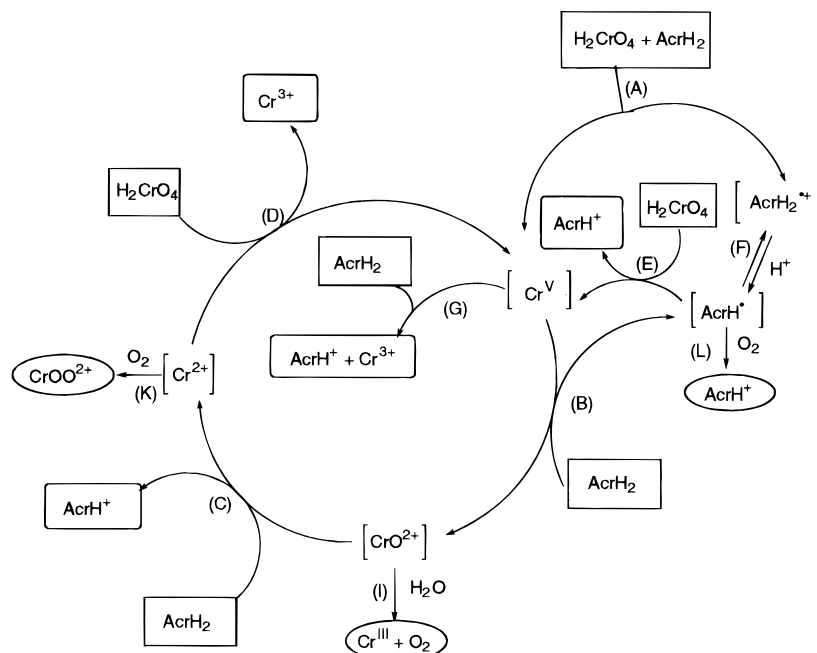 H₂CrO₄ + AcrH₂
(A)
Cr³⁺
H₂CrO₄
(D)
AcrH⁺
H₂CrO₄
[AcrH₂•⁺
(E)
(F)
H⁺
AcrH₂
[Crⱽ]
(G)
[AcrH•]
AcrH⁺ + Cr³⁺
(L)
O₂
CrOO²⁺
O₂
(K)
[Cr²⁺]
AcrH⁺
(B)
AcrH₂
AcrH⁺
(C)
[CrO²⁺]
(I)
H₂O
AcrH₂
Crᴵᴵᴵ + O₂